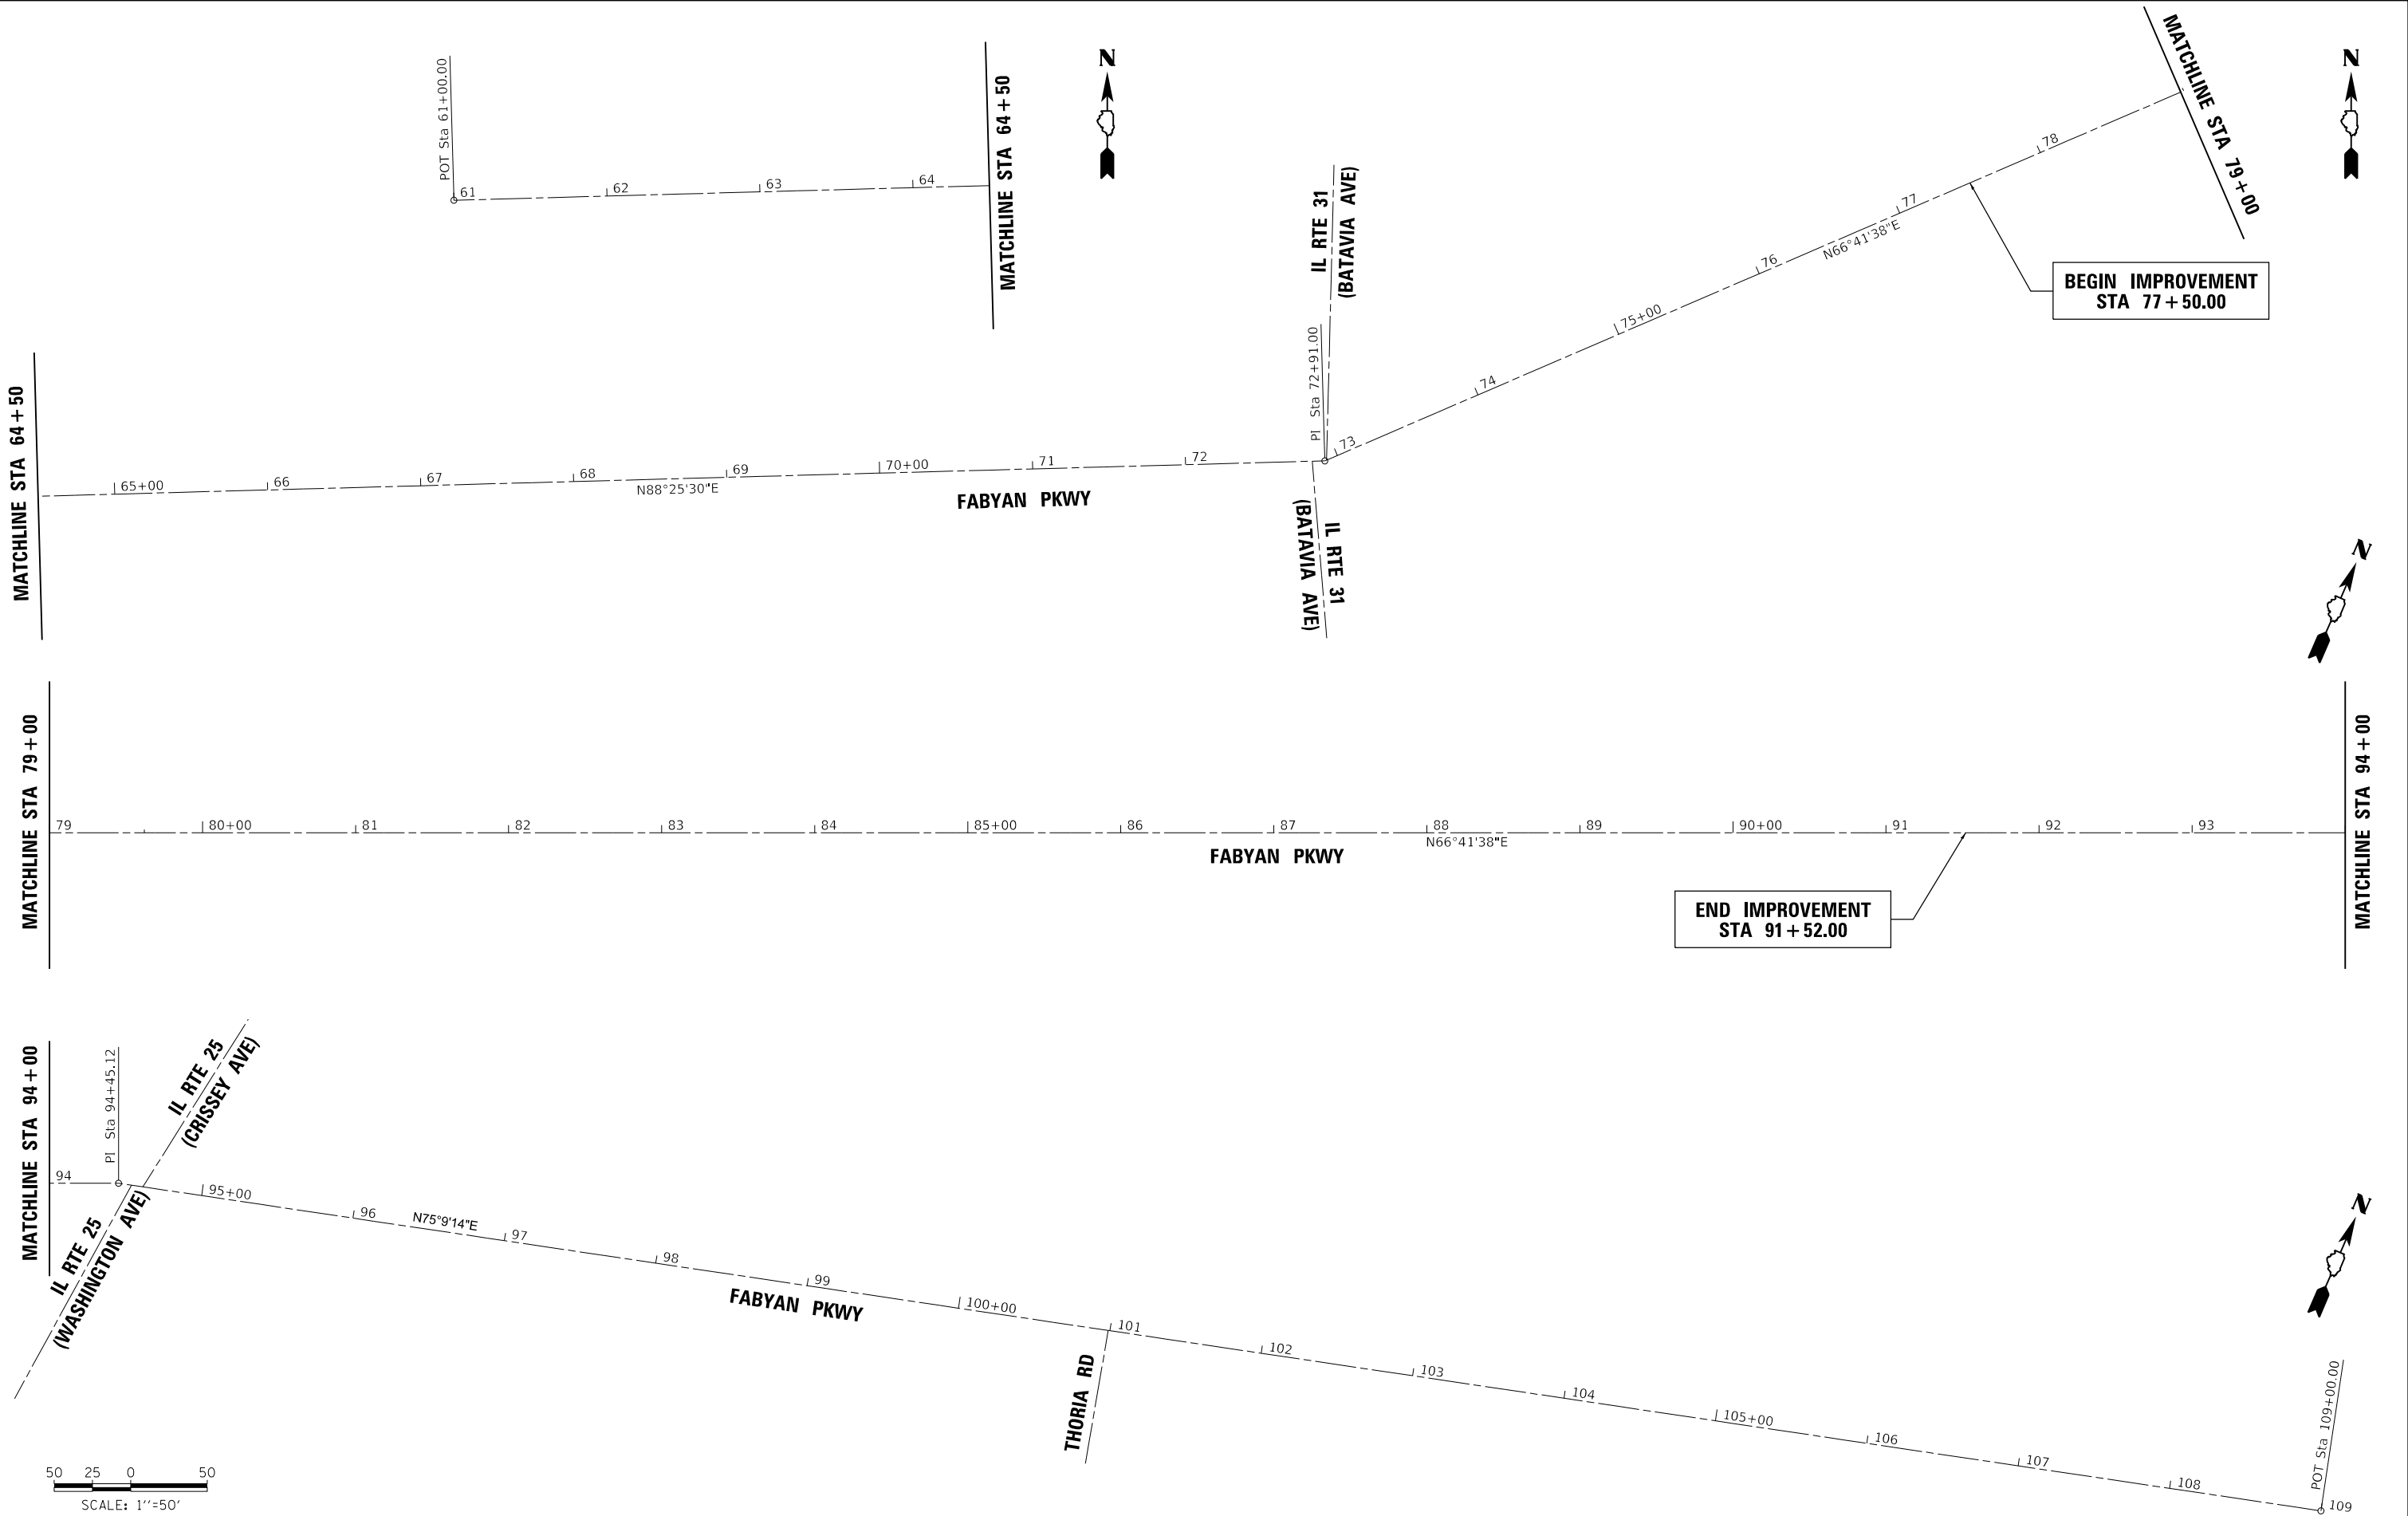 POT Sta 61+00.00
61
62
63
64
MATCHLINE STA 64+50
N
IL RTE 31
(BATAVIA AVE)
PI Sta 72+91.00
73
74
75+00
76
77
N66°41'38"E
78
MATCHLINE STA 79+00
N
BEGIN IMPROVEMENT
STA 77+50.00
MATCHLINE STA 64+50
65+00
66
67
68
N88°25'30"E
69
70+00
71
72
FABYAN PKWY
IL RTE 31
(BATAVIA AVE)
N
MATCHLINE STA 79+00
79
80+00
81
82
83
84
85+00
86
87
88
89
90+00
91
92
93
N66°41'38"E
FABYAN PKWY
END IMPROVEMENT
STA 91+52.00
MATCHLINE STA 94+00
MATCHLINE STA 94+00
94
PI Sta 94+45.12
IL RTE 25
(CRISSEY AVE)
IL RTE 25
(WASHINGTON AVE)
95+00
96
N75°9'14"E
97
98
99
FABYAN PKWY
100+00
101
THORIA RD
102
103
104
105+00
106
107
108
109
POT Sta 109+00.00
N
50 25 0 50
SCALE: 1''=50'